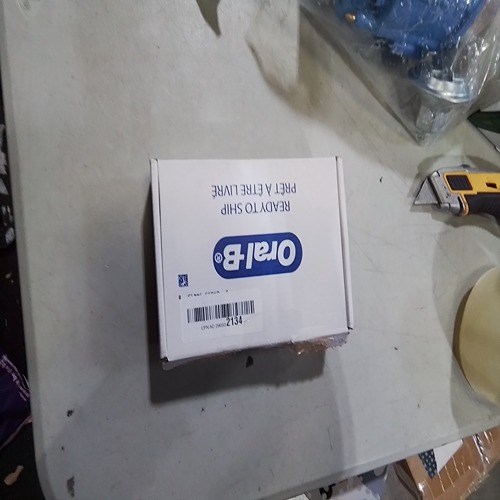 READY TO SHIP
PRÊT À ÊTRE LIVRÉ
Oral-B®
2134